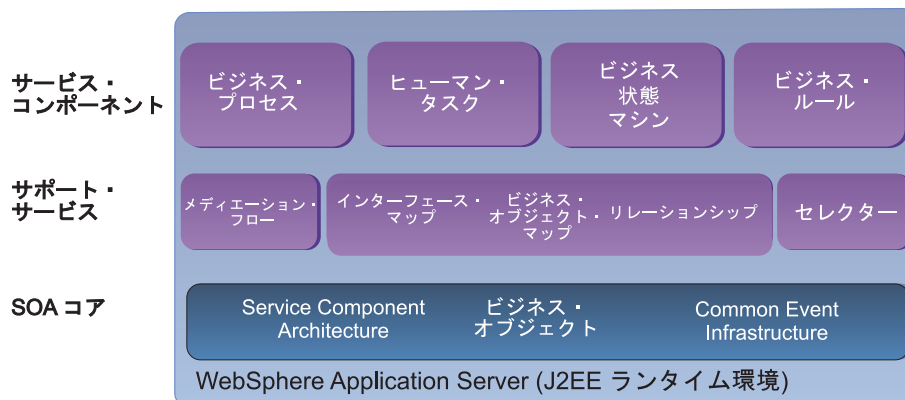 サービス・
コンポーネント
ビジネス・
プロセス
ヒューマン・
タスク
ビジネス
状態
マシン
ビジネス・
ルール
サポート・
サービス
メディエーション・
フロー
インターフェース・
マップ
ビジネス・
オブジェクト・
マップ
リレーションシップ
セレクター
SOA コア
Service Component
Architecture
ビジネス・
オブジェクト
Common Event
Infrastructure
WebSphere Application Server (J2EE ランタイム環境)